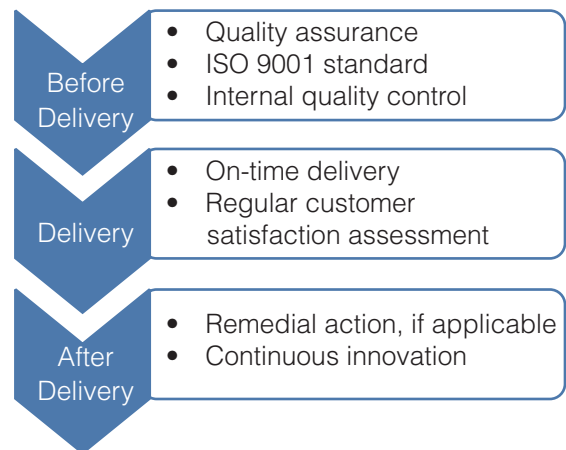 Before
Delivery
• Quality assurance
• ISO 9001 standard
• Internal quality control
Delivery
• On-time delivery
• Regular customer
satisfaction assessment
After
Delivery
• Remedial action, if applicable
• Continuous innovation